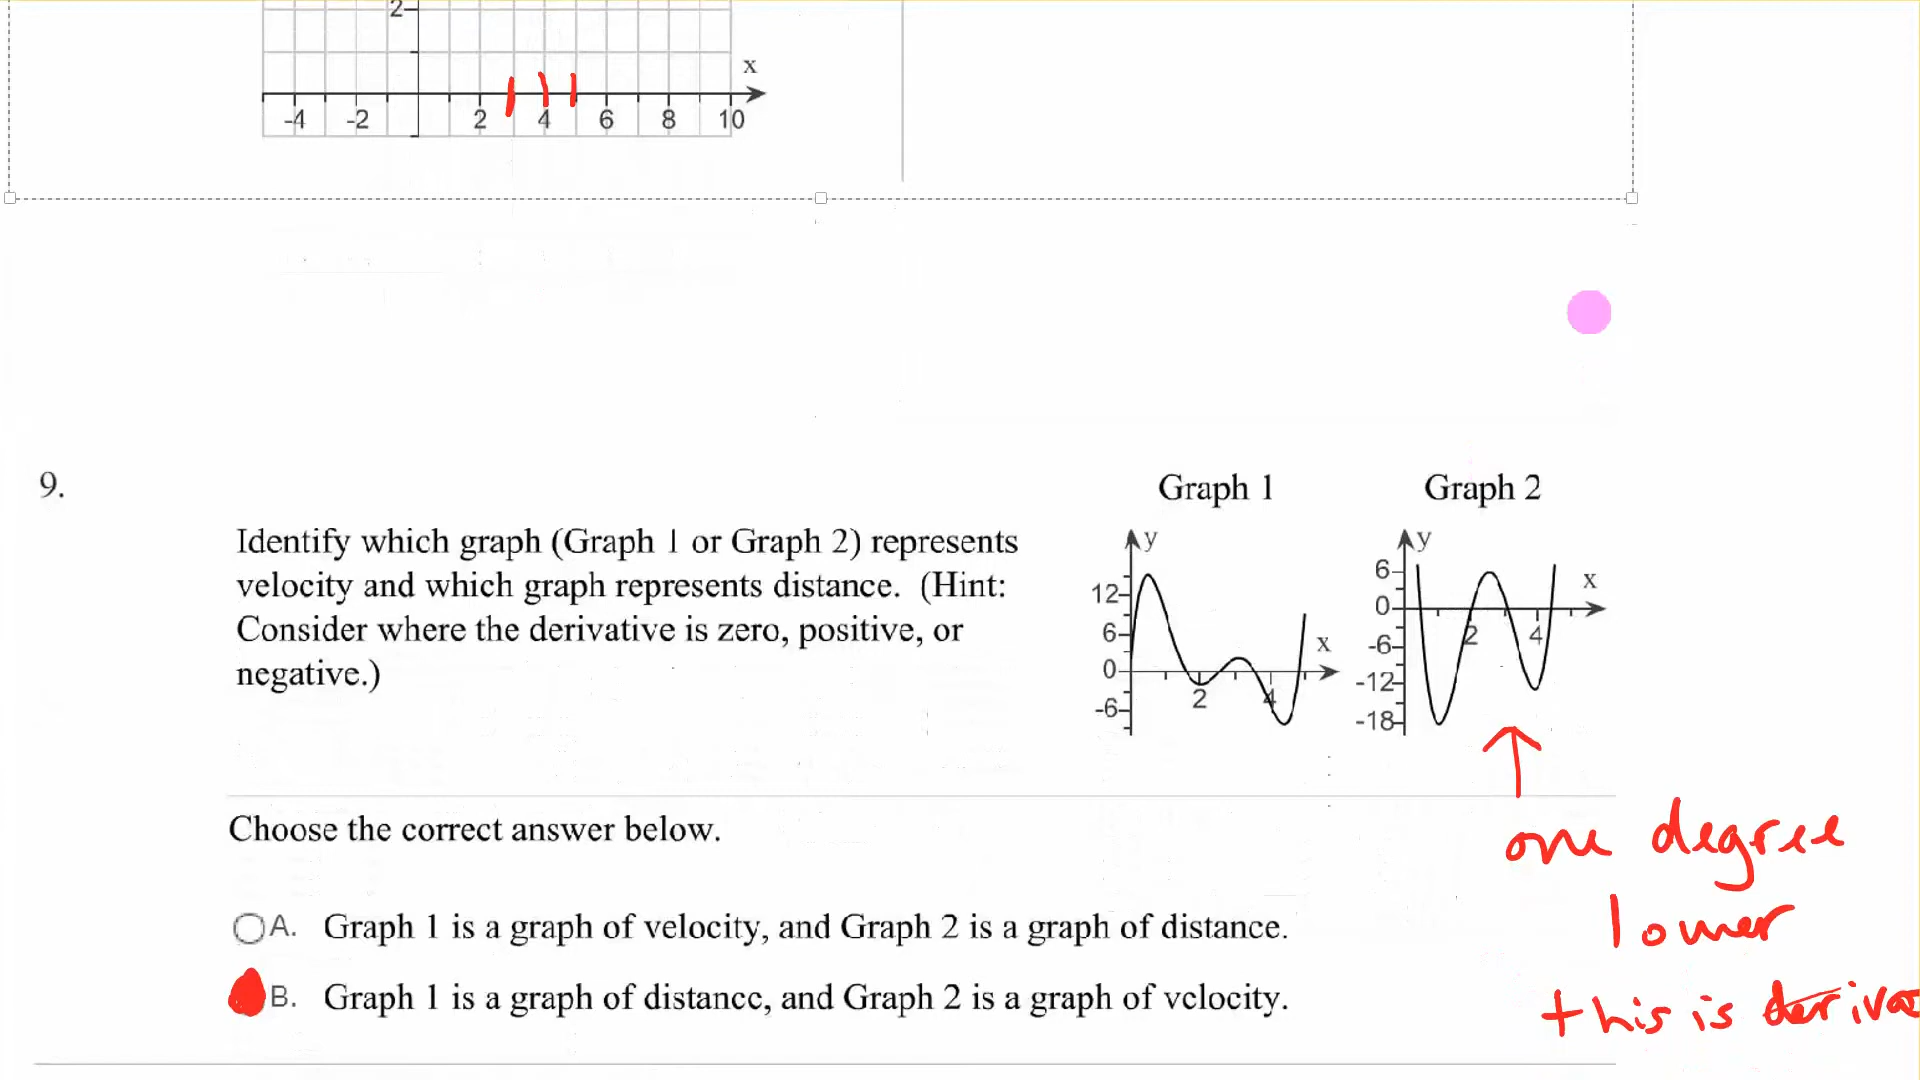 2
x
-4 -2 2 4 6 8 10
9.
Graph 1 Graph 2
Identify which graph (Graph 1 or Graph 2) represents
velocity and which graph represents distance. (Hint:
Consider where the derivative is zero, positive, or
negative.)
y
12
6
0
-6
2 4
x
y
6
0
-6
-12
-18
2 4
x
one degree
lower
this is
Choose the correct answer below.
A. Graph 1 is a graph of velocity, and Graph 2 is a graph of distance.
B. Graph 1 is a graph of distance, and Graph 2 is a graph of velocity.